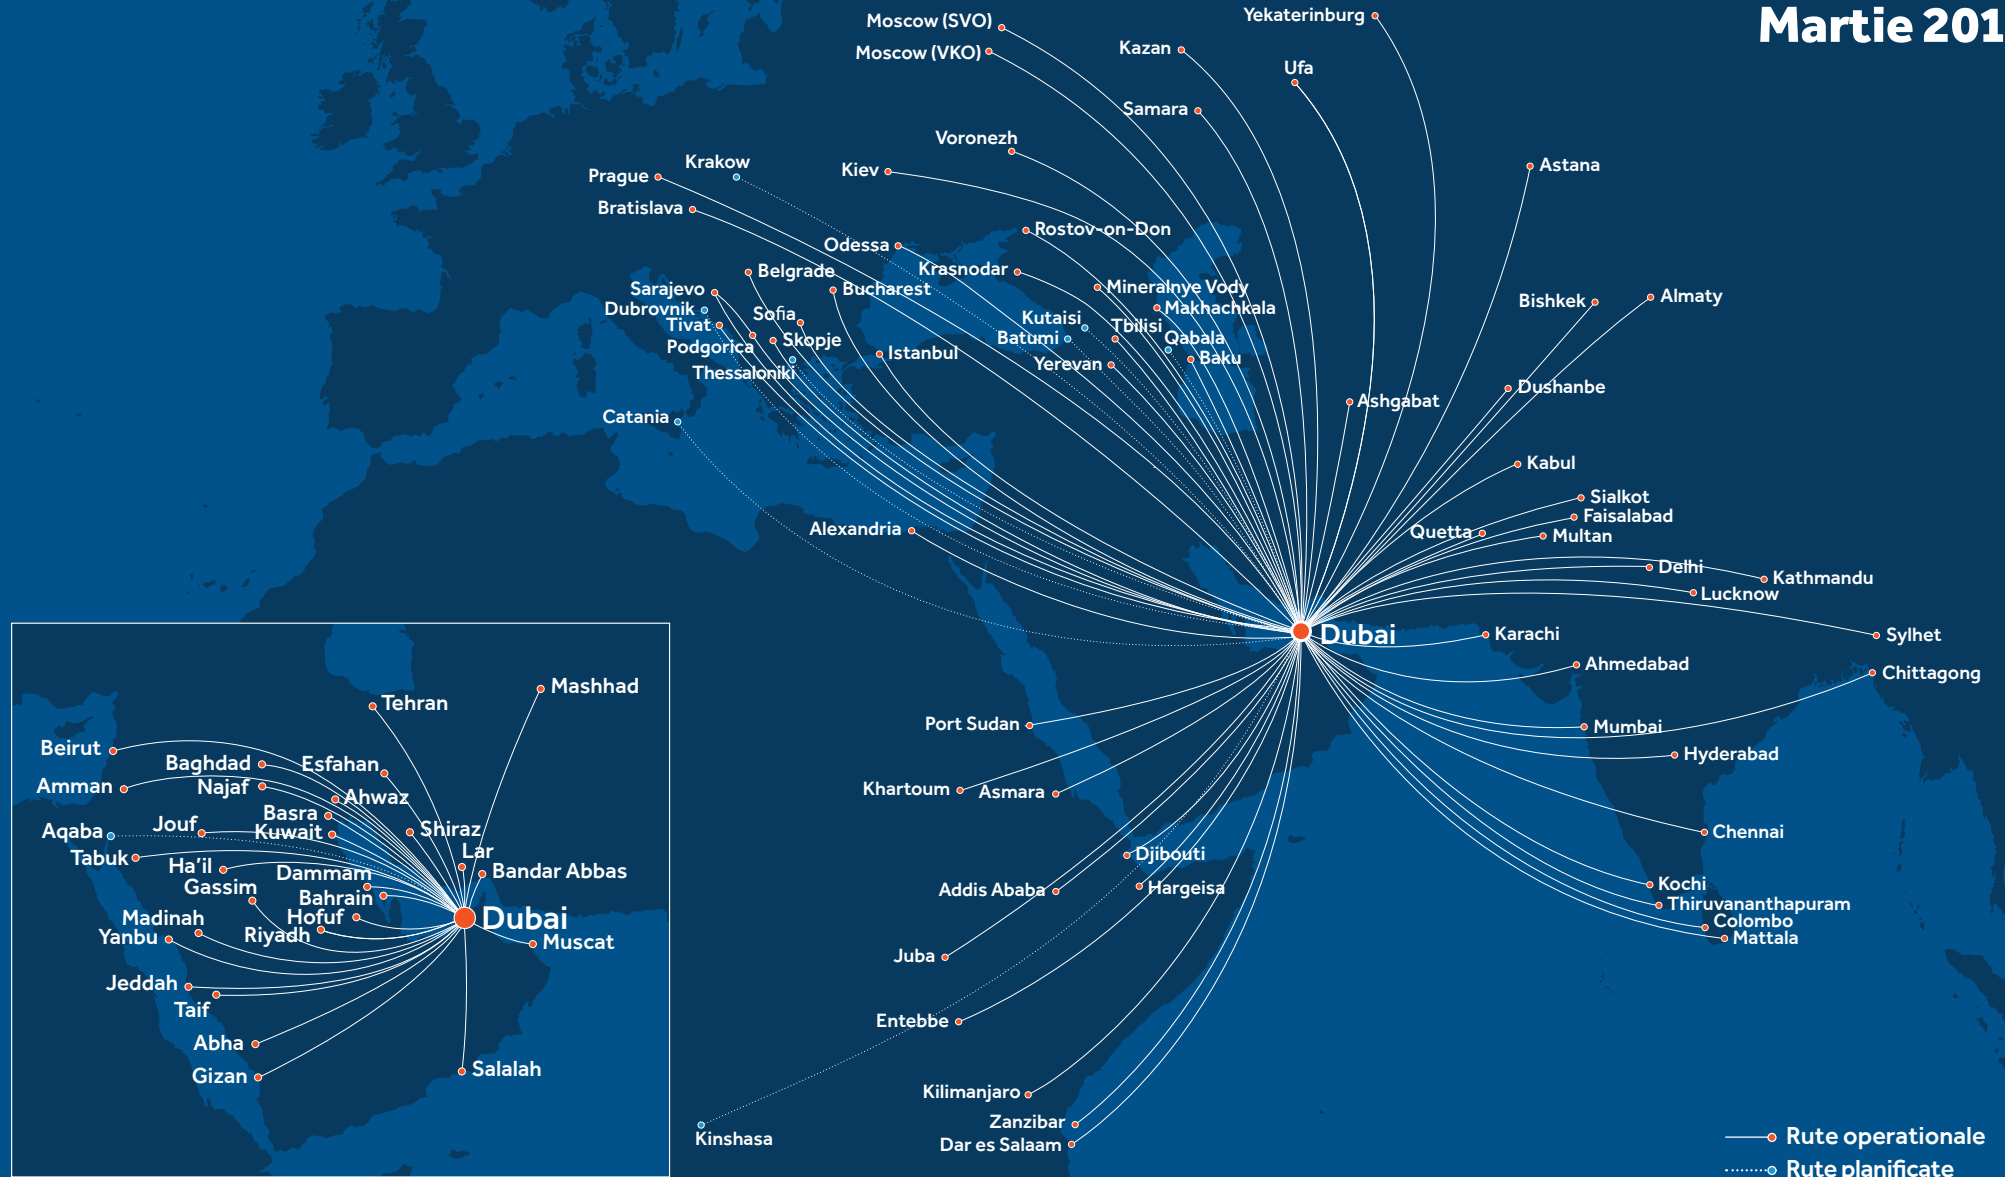 Martie 201
Moscow (SVO)
Yekaterinburg
Moscow (VKO)
Kazan
Ufa
Samara
Voronezh
Krakow
Astana
Prague
Kiev
Bratislava
Rostov-on-Don
Odessa
Krasnodar
Belgrade
Sarajevo
Bucharest
Mineralnye Vody
Almaty
Bishkek
Dubrovnik
Makhachkala
Sofia
Kutaisi
Tivat
Tbilisi
Batumi
Qabala
Skopje
Podgorica
Istanbul
Baku
Yerevan
Thessaloniki
Dushanbe
Ashgabat
Catania
Kabul
Sialkot
Faisalabad
Alexandria
Quetta
Multan
Delhi
Kathmandu
Lucknow
Dubai
Karachi
Sylhet
Ahmedabad
Chittagong
Port Sudan
Mumbai
Hyderabad
Khartoum
Asmara
Chennai
Djibouti
Addis Ababa
Hargeisa
Kochi
Thiruvananthapuram
Colombo
Mattala
Juba
Entebbe
Kilimanjaro
Zanzibar
Dar es Salaam
Kinshasa
Mashhad
Tehran
Beirut
Baghdad
Esfahan
Amman
Najaf
Ahwaz
Basra
Jouf
Kuwait
Shiraz
Aqaba
Tabuk
Lar
Ha'il
Dammam
Bandar Abbas
Gassim
Bahrain
Madinah
Hofuf
Dubai
Yanbu
Riyadh
Muscat
Jeddah
Taif
Abha
Gizan
Salalah
Rute operationale
Rute planificate